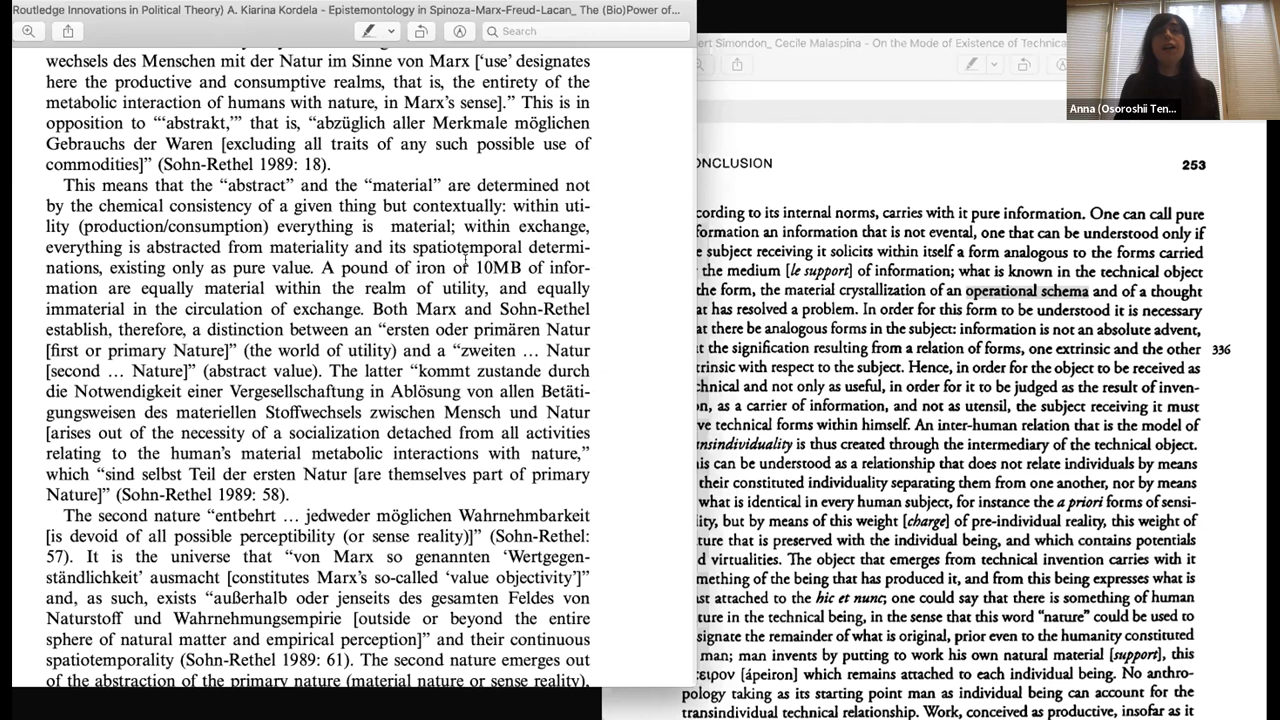 Routledge Innovations in Political Theory) A. Kiarina Kordela - Epistemontology in Spinoza-Marx-Freud-Lacan_ The (Bio)Power of...
Search
wechsels des Menschen mit der Natur im Sinne von Marx ['use' designates
here the productive and consumptive realms, that is, the entirety of the
metabolic interaction of humans with nature, in Marx's sense]." This is in
opposition to "'abstrakt,'" that is, "abzüglich aller Merkmale möglichen
Gebrauchs der Waren [excluding all traits of any such possible use of
commodities]" (Sohn-Rethel 1989: 18).
This means that the "abstract" and the "material" are determined not
by the chemical consistency of a given thing but contextually: within uti-
lity (production/consumption) everything is material; within exchange,
everything is abstracted from materiality and its spatiotemporal determi-
nations, existing only as pure value. A pound of iron or 10MB of infor-
mation are equally material within the realm of utility, and equally
immaterial in the circulation of exchange. Both Marx and Sohn-Rethel
establish, therefore, a distinction between an "ersten oder primären Natur
[first or primary Nature]" (the world of utility) and a "zweiten … Natur
[second … Nature]" (abstract value). The latter "kommt zustande durch
die Notwendigkeit einer Vergesellschaftung in Ablösung von allen Betäti-
gungsweisen des materiellen Stoffwechsels zwischen Mensch und Natur
[arises out of the necessity of a socialization detached from all activities
relating to the human's material metabolic interactions with nature,"
which "sind selbst Teil der ersten Natur [are themselves part of primary
Nature]" (Sohn-Rethel 1989: 58).
The second nature "entbehrt … jedweder möglichen Wahrnehmbarkeit
[is devoid of all possible perceptibility (or sense reality)]" (Sohn-Rethel:
57). It is the universe that "von Marx so genannten 'Wertgegen-
ständlichkeit' ausmacht [constitutes Marx's so-called 'value objectivity']"
and, as such, exists "außerhalb oder jenseits des gesamten Feldes von
Naturstoff und Wahrnehmungsempirie [outside or beyond the entire
sphere of natural matter and empirical perception]" and their continuous
spatiotemporality (Sohn-Rethel 1989: 61). The second nature emerges out
of the abstraction of the primary nature (material nature or sense reality),
ert Simondon_ Cecile Malaspina - On the Mode of Existence of Technica
Anna (Osoroshii Ten...
ONCLUSION
253
cording to its internal norms, carries with it pure information. One can call pure
formation an information that is not evental, one that can be understood only if
e subject receiving it solicits within itself a form analogous to the forms carried
the medium [le support] of information; what is known in the technical object
the form, the material crystallization of an operational schema and of a thought
at has resolved a problem. In order for this form to be understood it is necessary
at there be analogous forms in the subject: information is not an absolute advent,
t the signification resulting from a relation of forms, one extrinsic and the other 336
trinsic with respect to the subject. Hence, in order for the object to be received as
chnical and not only as useful, in order for it to be judged as the result of inven-
n, as a carrier of information, and not as utensil, the subject receiving it must
ve technical forms within himself. An inter-human relation that is the model of
nsindividuality is thus created through the intermediary of the technical object.
is can be understood as a relationship that does not relate individuals by means
their constituted individuality separating them from one another, nor by means
what is identical in every human subject, for instance the a priori forms of sensi-
lity, but by means of this weight [charge] of pre-individual reality, this weight of
ture that is preserved with the individual being, and which contains potentials
d virtualities. The object that emerges from technical invention carries with it
mething of the being that has produced it, and from this being expresses what is
st attached to the hic et nunc; one could say that there is something of human
ture in the technical being, in the sense that this word "nature" could be used to
signate the remainder of what is original, prior even to the humanity constituted
man; man invents by putting to work his own natural material [support], this
τειρον [ápeiron] which remains attached to each individual being. No anthro-
pology taking as its starting point man as individual being can account for the
transindividual technical relationship. Work, conceived as productive, insofar as it